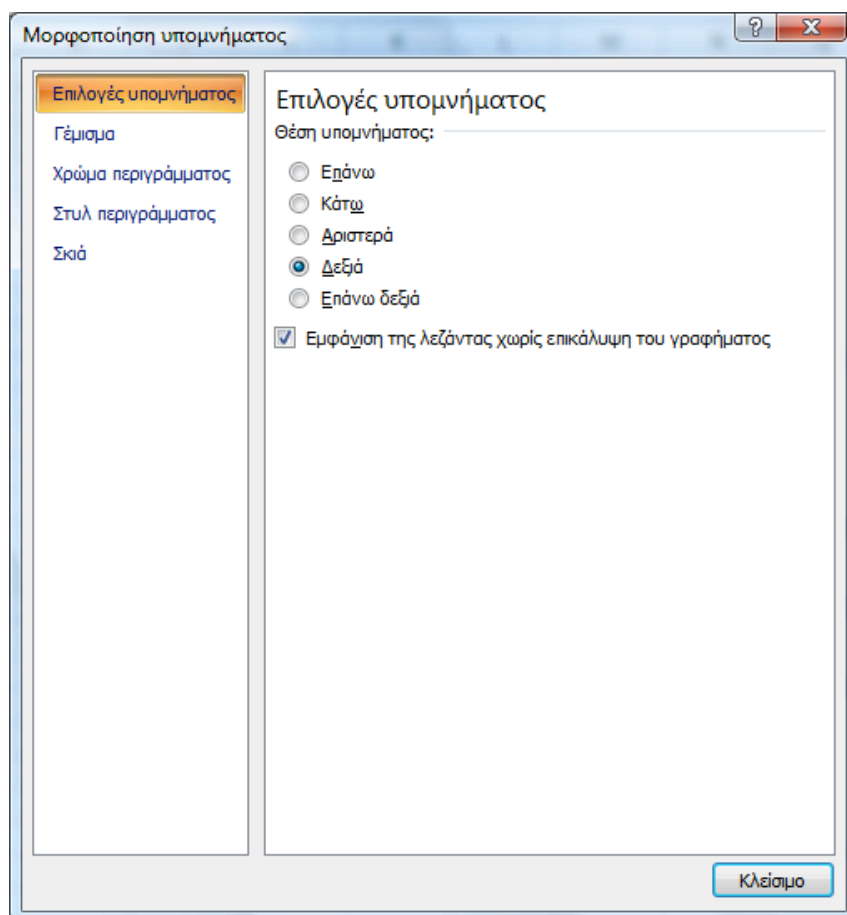 Μορφοποίηση υπομνήματος
Επιλογές υπομνήματος
Γέμισμα
Χρώμα περιγράμματος
Στυλ περιγράμματος
Σκιά
Επιλογές υπομνήματος
Θέση υπομνήματος:
Επάνω
Κάτω
Αριστερά
Δεξιά
Επάνω δεξιά
Εμφάνιση της λεζάντας χωρίς επικάλυψη του γραφήματος
Κλείσιμο